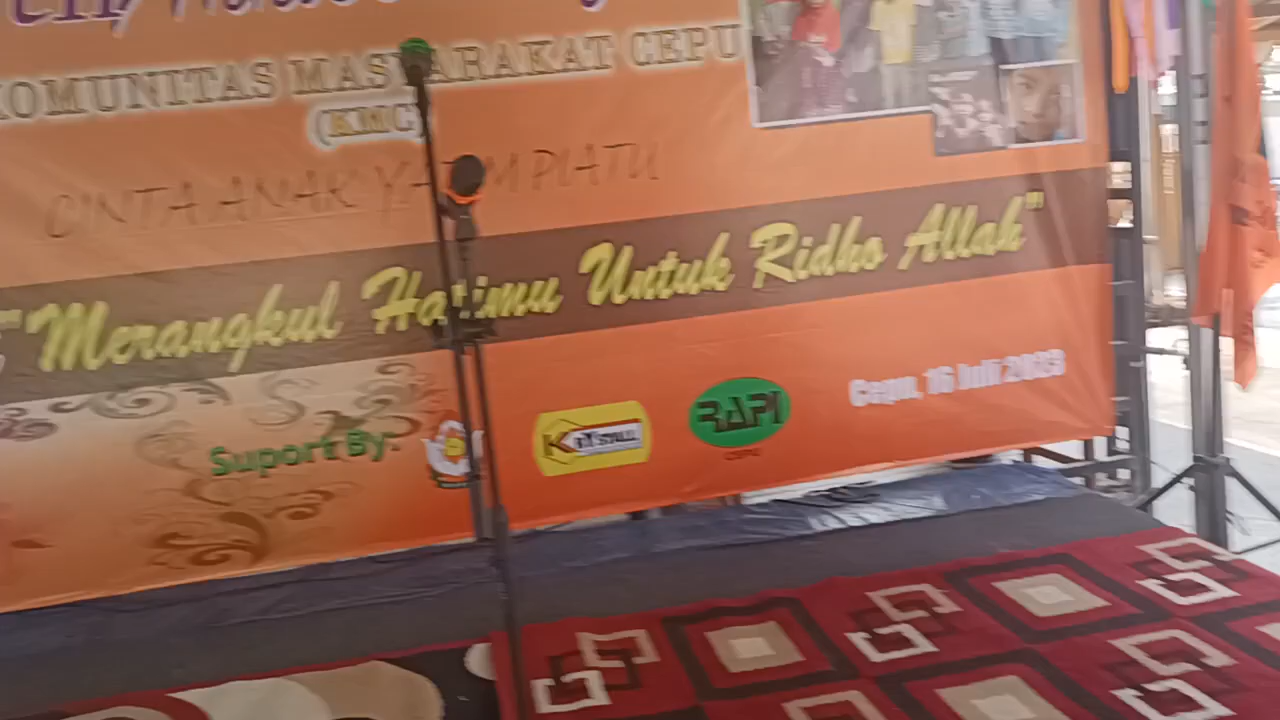 KOMUNITAS MASYARAKAT CEPU
(KMC)
CINTA ANAK YATIM PIATU
"Merangkul Hatimu Untuk Ridho Allah"
Suport By:
KRYSTALL
RAPI
Cepu, 16 Juli 2023